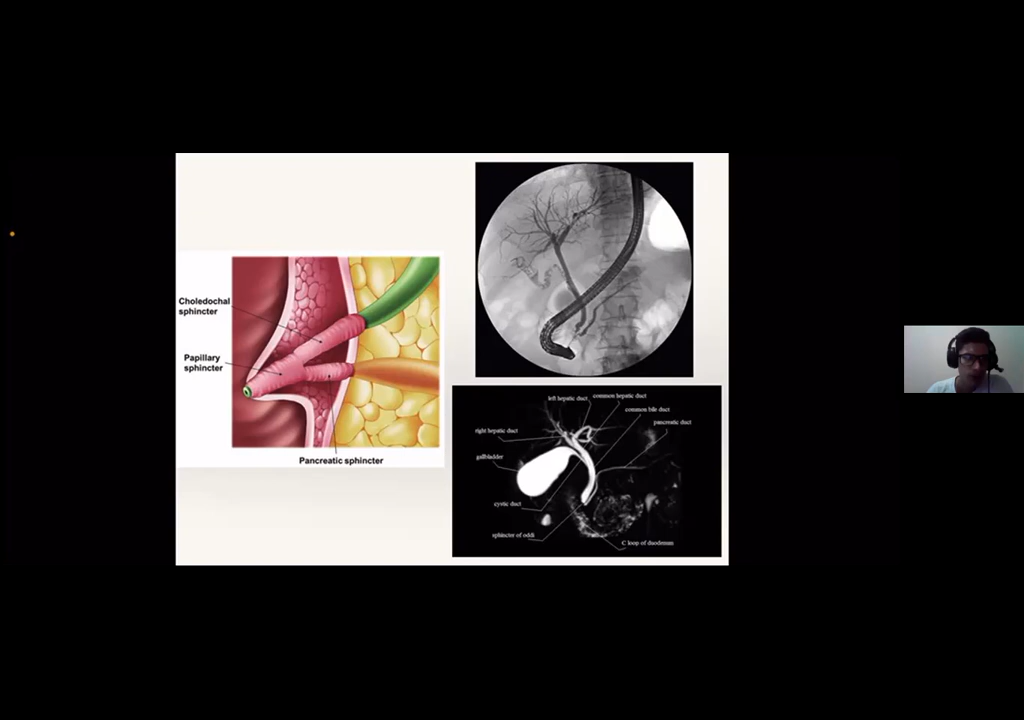 Choledochal
sphincter
Papillary
sphincter
Pancreatic sphincter
left hepatic duct
common hepatic duct
common bile duct
pancreatic duct
right hepatic duct
gallbladder
cystic duct
sphincter of oddi
C loop of duodenum